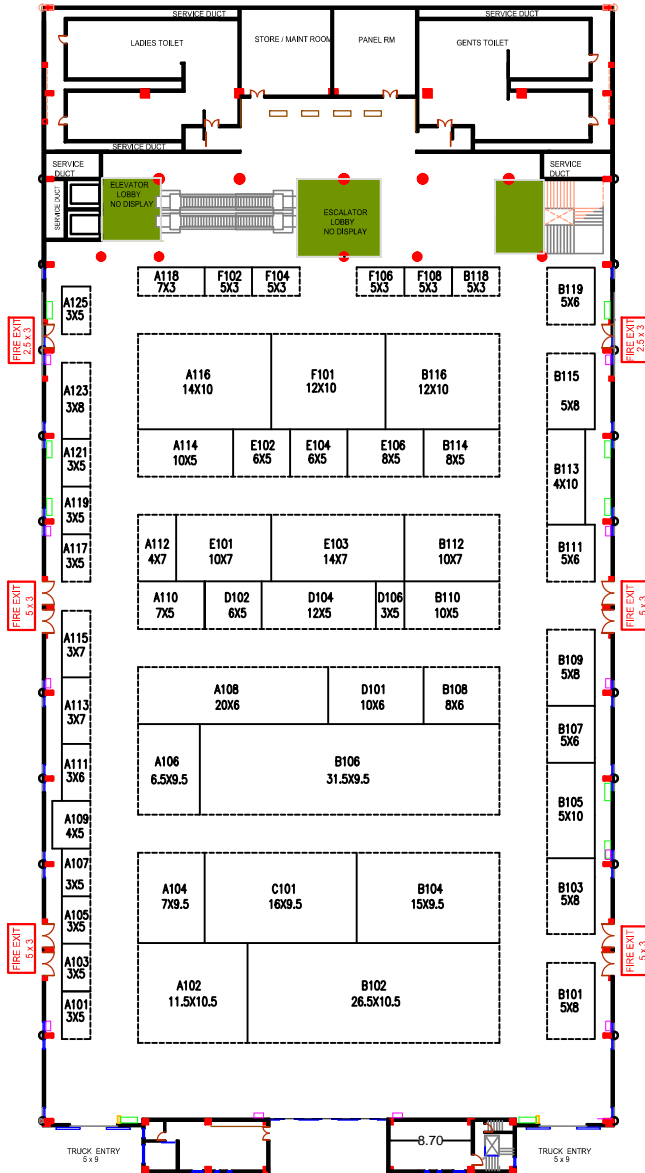 SERVICE DUCT
SERVICE DUCT
LADIES TOILET
STORE / MAINT ROOM
PANEL RM
GENTS TOILET
SERVICE DUCT
SERVICE
DUCT
SERVICE
DUCT
SERVICE DUCT
ELEVATOR
LOBBY
NO DISPLAY
ESCALATOR
LOBBY
NO DISPLAY
A118
7X3
F102
5X3
F104
5X3
F106
5X3
F108
5X3
B118
5X3
A125
3X5
B119
5X6
FIRE EXIT
2.5 x 3
FIRE EXIT
2.5 x 3
A116
14X10
F101
12X10
B116
12X10
A123
3X8
B115
5X8
A114
10X5
E102
6X5
E104
6X5
E106
8X5
B114
8X5
A121
3X5
B113
4X10
A119
3X5
A117
3X5
B111
5X6
A112
4X7
E101
10X7
E103
14X7
B112
10X7
A110
7X5
D102
6X5
D104
12X5
D106
3X5
B110
10X5
FIRE EXIT
5 x 3
FIRE EXIT
5 x 3
A115
3X7
B109
5X8
A108
20X6
D101
10X6
B108
8X6
A113
3X7
B107
5X6
A111
3X6
A106
6.5X9.5
B106
31.5X9.5
B105
5X10
A109
4X5
A107
3X5
A104
7X9.5
C101
16X9.5
B104
15X9.5
B103
5X8
A105
3X5
FIRE EXIT
5 x 3
FIRE EXIT
5 x 3
A103
3X5
A102
11.5X10.5
B102
26.5X10.5
A101
3X5
B101
5X8
8.70
TRUCK ENTRY
5 x 9
TRUCK ENTRY
5 x 9